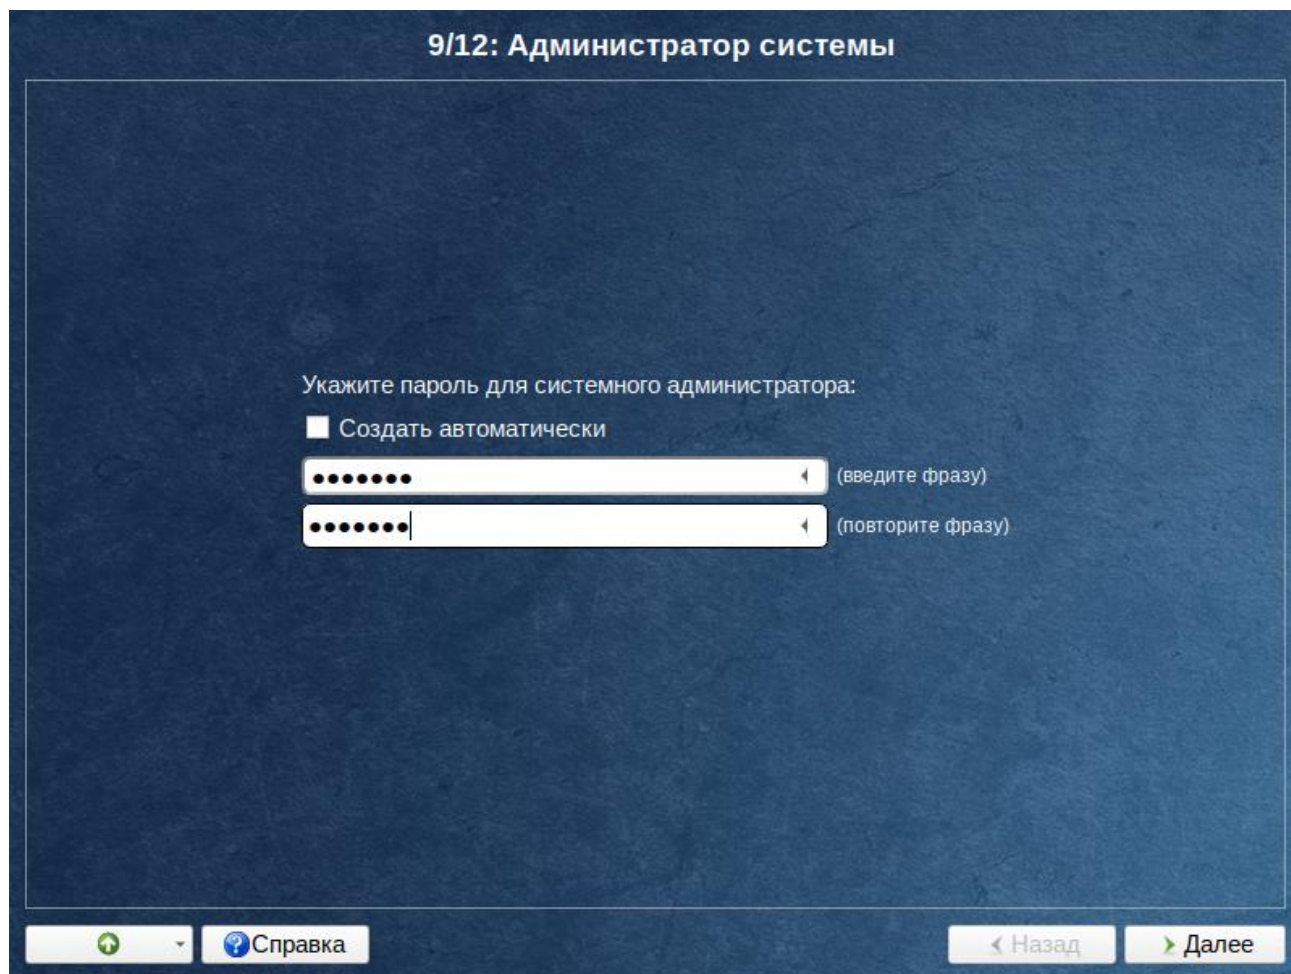 9/12: Администратор системы
Укажите пароль для системного администратора:
Создать автоматически
●●●●●●● (введите фразу)
●●●●●●● (повторите фразу)
Справка
Назад
Далее